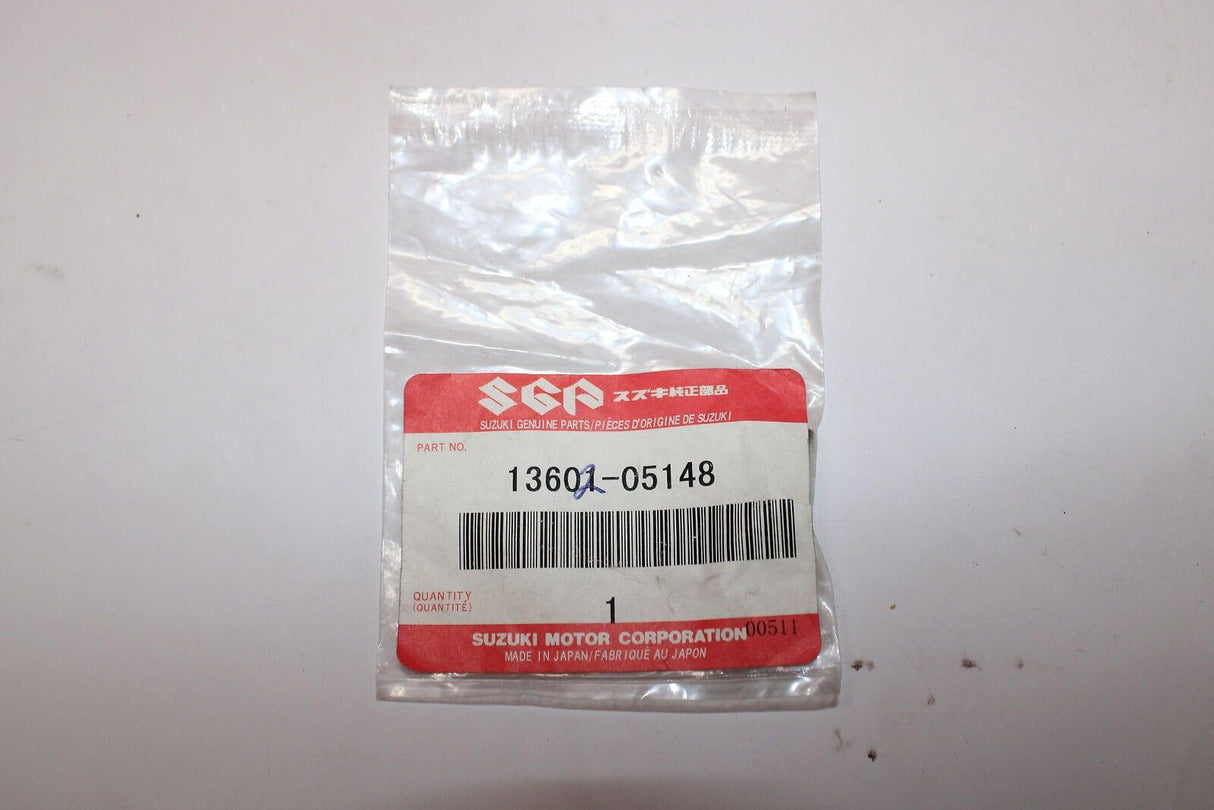 SGP スズキ純正部品
SUZUKI GENUINE PARTS/PIÈCES D'ORIGINE DE SUZUKI
PART NO.
13601-05148
2
QUANTITY
(QUANTITÉ)
1
SUZUKI MOTOR CORPORATION 00511
MADE IN JAPAN/FABRIQUÉ AU JAPON